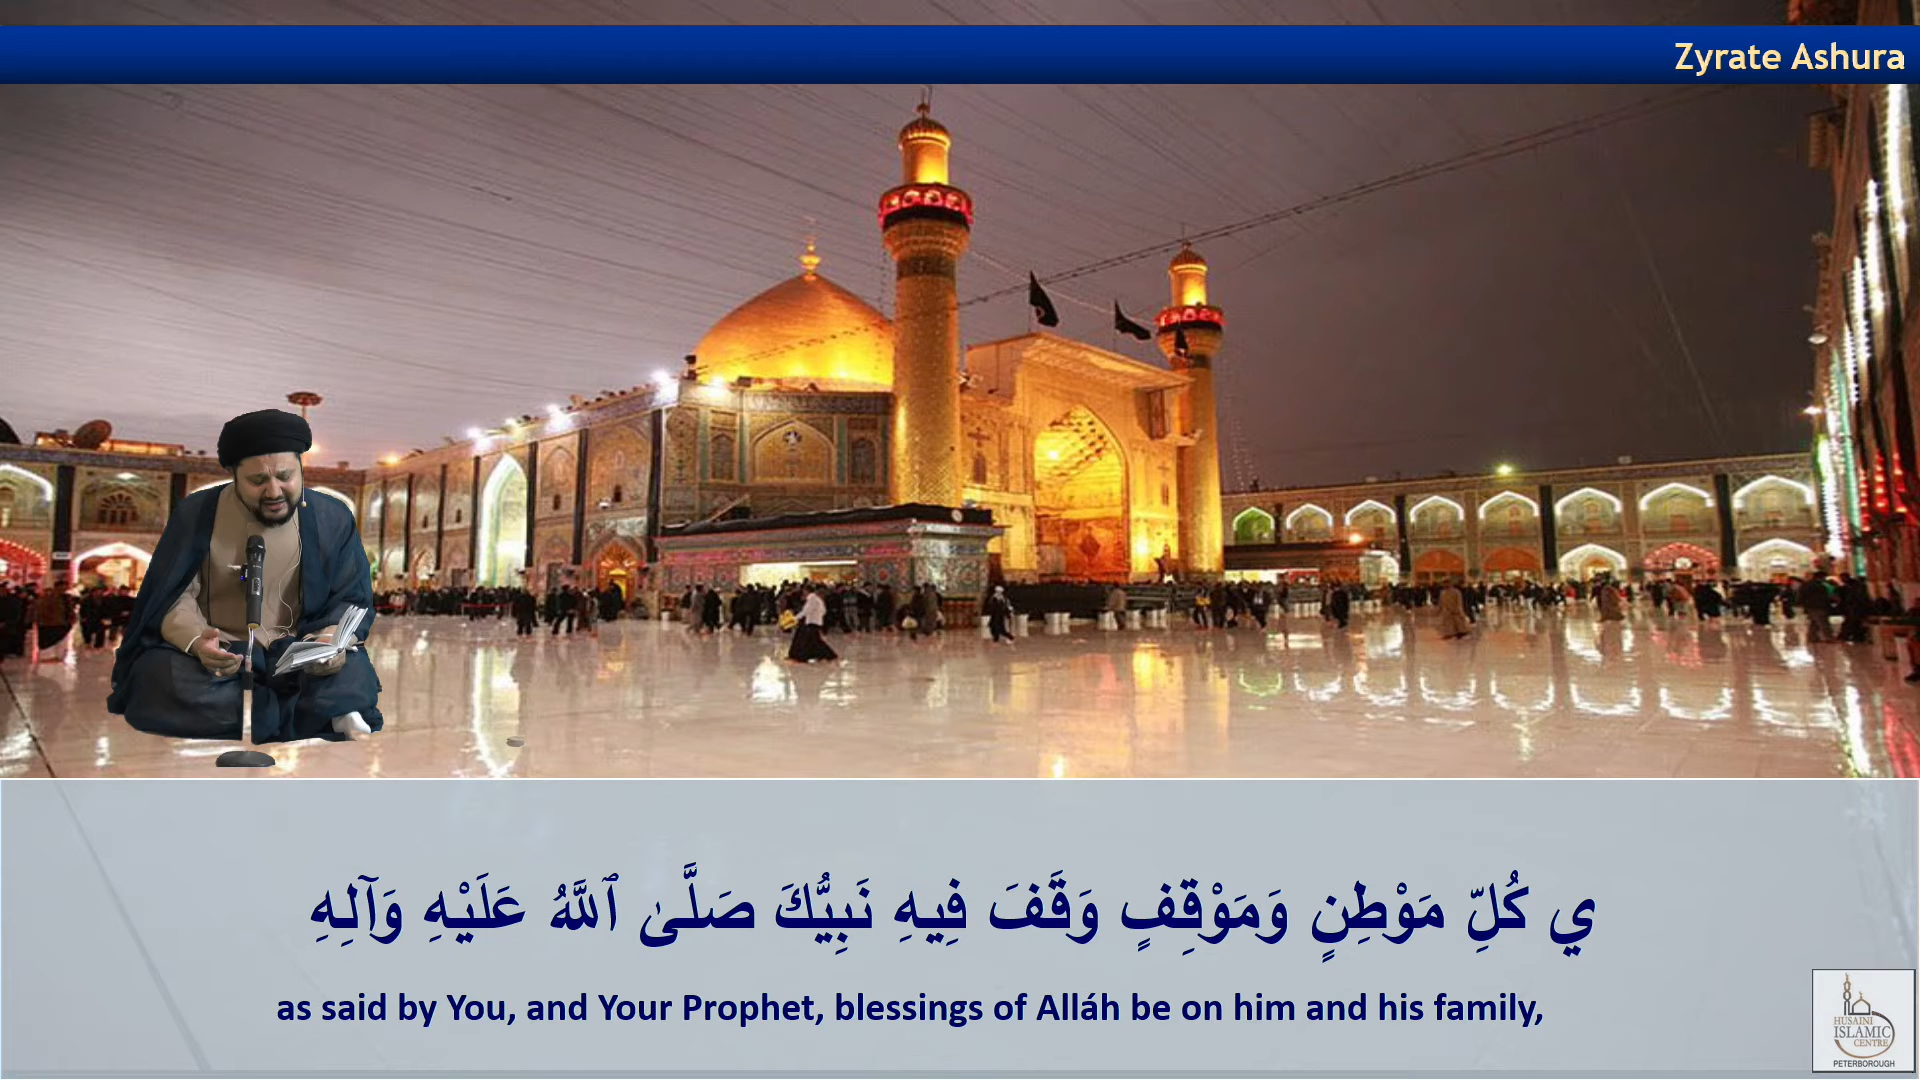 Zyrate Ashura
ي كُلِّ مَوْطِنٍ وَمَوْقِفٍ وَقَفَ فِيهِ نَبِيُّكَ صَلَّىٰ ٱللَّهُ عَلَيْهِ وَآلِهِ
as said by You, and Your Prophet, blessings of Alláh be on him and his family,
HUSAINI
ISLAMIC
CENTRE
PETERBOROUGH